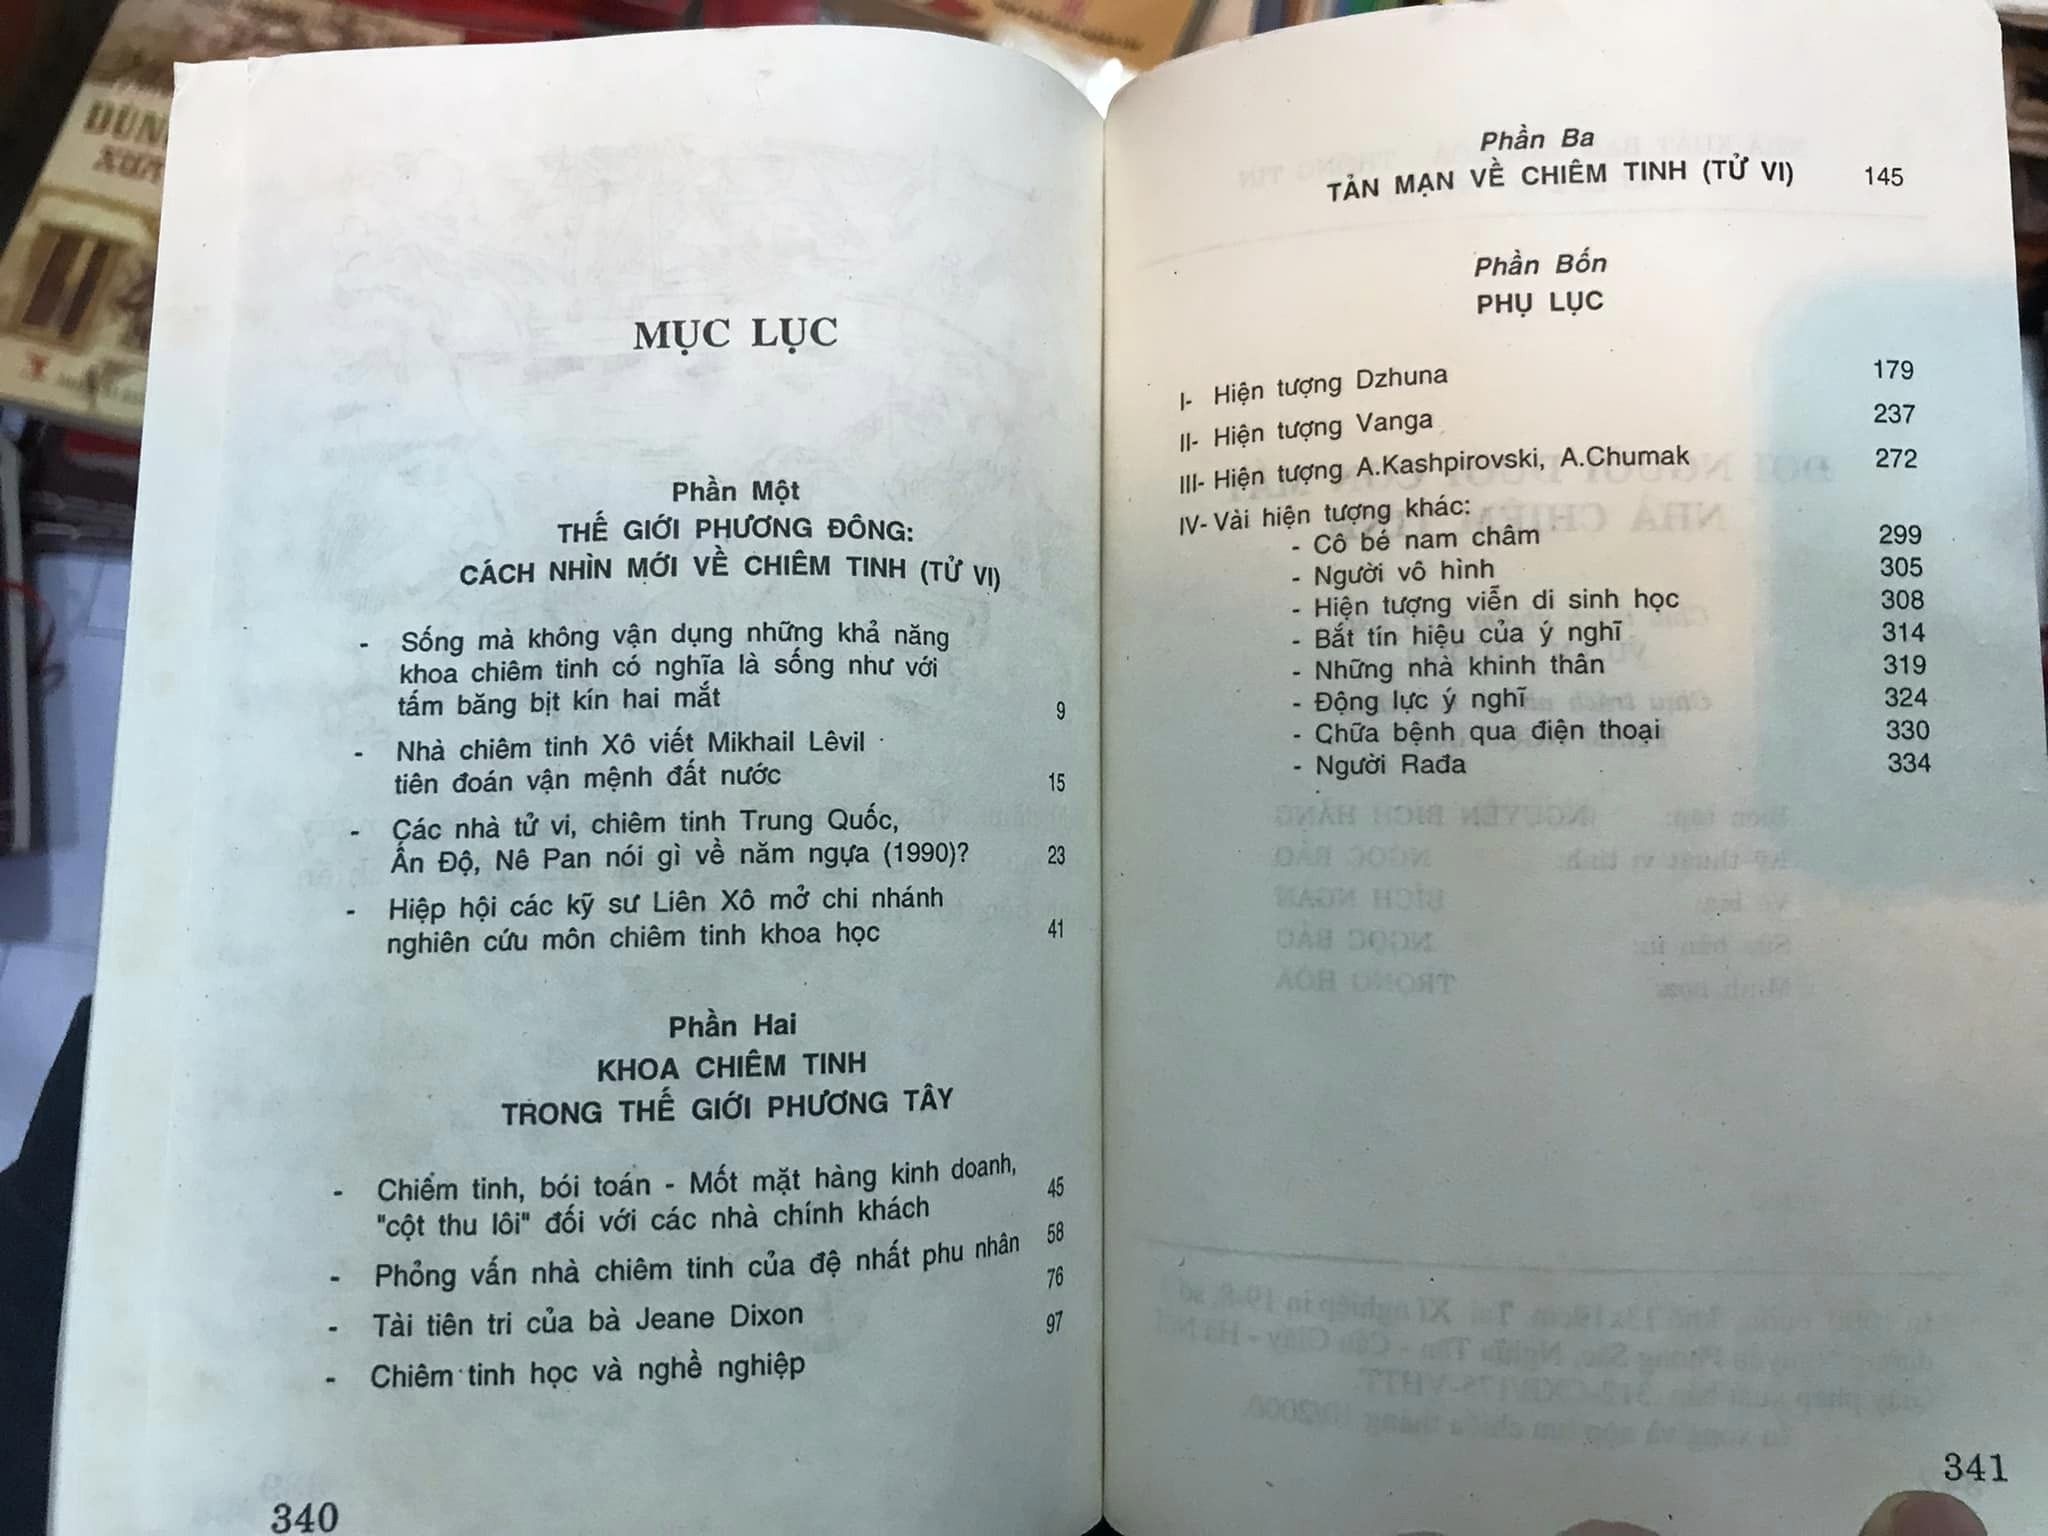 MỤC LỤC
Phần Một
THẾ GIỚI PHƯƠNG ĐÔNG:
CÁCH NHÌN MỚI VỀ CHIÊM TINH (TỬ VI)
- Sống mà không vận dụng những khả năng
khoa chiêm tinh có nghĩa là sống như với
tấm băng bịt kín hai mắt 9
- Nhà chiêm tinh Xô viết Mikhail Lêvil
tiên đoán vận mệnh đất nước 15
- Các nhà tử vi, chiêm tinh Trung Quốc,
Ấn Độ, Nê Pan nói gì về năm ngựa (1990)? 23
- Hiệp hội các kỹ sư Liên Xô mở chi nhánh
nghiên cứu môn chiêm tinh khoa học 41
Phần Hai
KHOA CHIÊM TINH
TRONG THẾ GIỚI PHƯƠNG TÂY
- Chiêm tinh, bói toán - Mốt mặt hàng kinh doanh, 45
"cột thu lôi" đối với các nhà chính khách
- Phỏng vấn nhà chiêm tinh của đệ nhất phu nhân 58
- Tài tiên tri của bà Jeane Dixon 76
- Chiêm tinh học và nghề nghiệp 97
340
Phần Ba
TẢN MẠN VỀ CHIÊM TINH (TỬ VI) 145
Phần Bốn
PHỤ LỤC
I- Hiện tượng Dzhuna 179
II- Hiện tượng Vanga 237
III- Hiện tượng A.Kashpirovski, A.Chumak 272
IV- Vài hiện tượng khác:
- Cô bé nam châm 299
- Người vô hình 305
- Hiện tượng viễn di sinh học 308
- Bắt tín hiệu của ý nghĩ 314
- Những nhà khinh thân 319
- Động lực ý nghĩ 324
- Chữa bệnh qua điện thoại 330
- Người Rađa 334
341